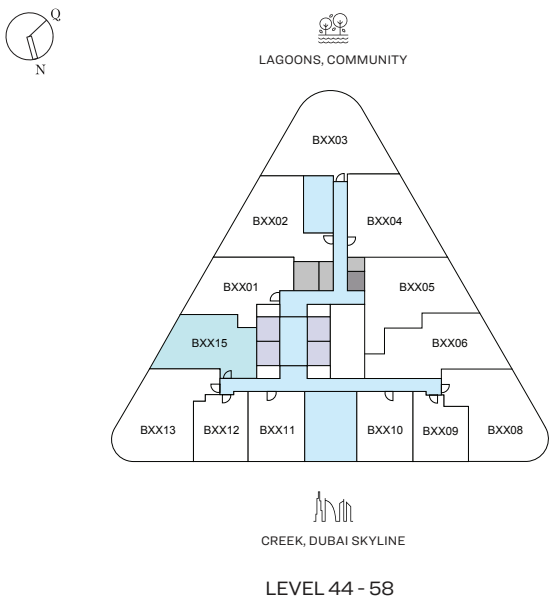 Q
N
LAGOONS, COMMUNITY
BXX03
BXX02
BXX04
BXX01
BXX05
BXX15
BXX06
BXX13
BXX12
BXX11
BXX10
BXX09
BXX08
CREEK, DUBAI SKYLINE
LEVEL 44 - 58